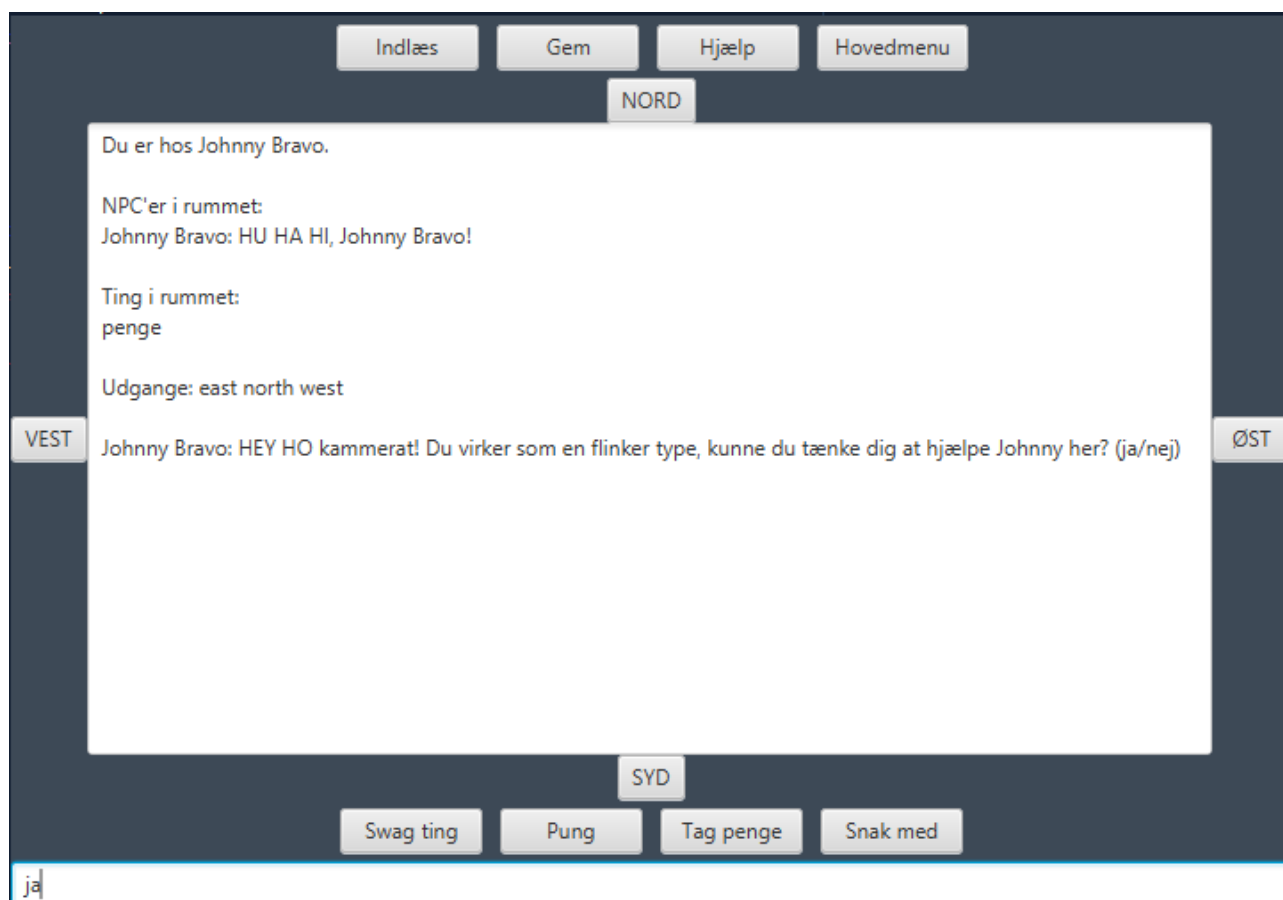 Indlæs Gem Hjælp Hovedmenu
NORD
Du er hos Johnny Bravo.
NPC'er i rummet:
Johnny Bravo: HU HA HI, Johnny Bravo!
Ting i rummet:
penge
Udgange: east north west
VEST
Johnny Bravo: HEY HO kammerat! Du virker som en flinker type, kunne du tænke dig at hjælpe Johnny her? (ja/nej)
ØST
SYD
Swag ting Pung Tag penge Snak med
ja